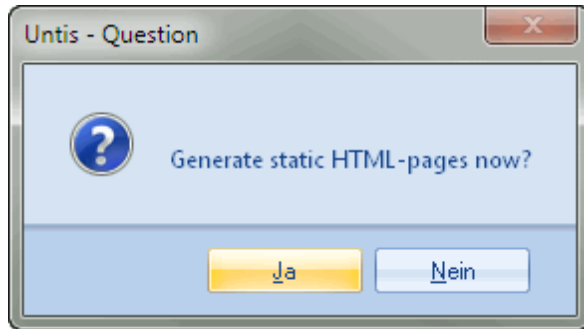 Untis - Question
Generate static HTML-pages now?
Ja
Nein